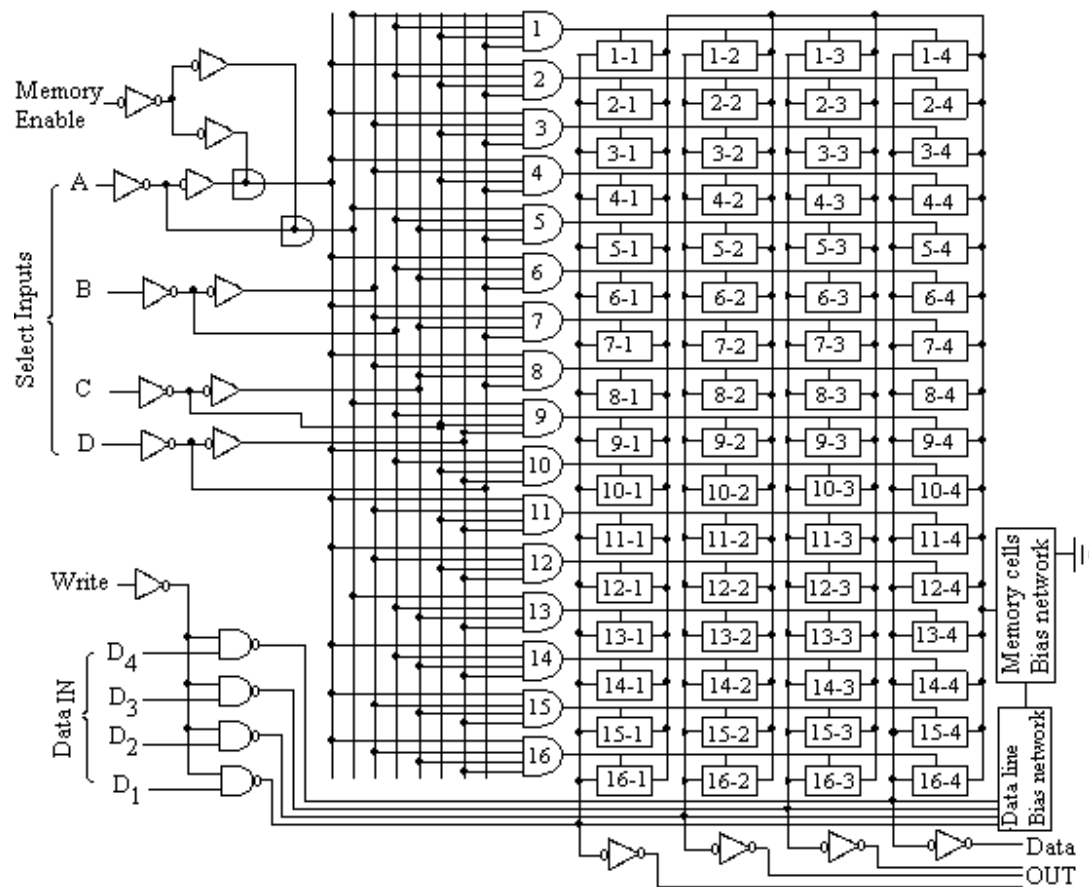 Memory
Enable
Select Inputs
A
B
C
D
Write
Data IN
D4
D3
D2
D1
1
2
3
4
5
6
7
8
9
10
11
12
13
14
15
16
1-1 1-2 1-3 1-4
2-1 2-2 2-3 2-4
3-1 3-2 3-3 3-4
4-1 4-2 4-3 4-4
5-1 5-2 5-3 5-4
6-1 6-2 6-3 6-4
7-1 7-2 7-3 7-4
8-1 8-2 8-3 8-4
9-1 9-2 9-3 9-4
10-1 10-2 10-3 10-4
11-1 11-2 11-3 11-4
12-1 12-2 12-3 12-4
13-1 13-2 13-3 13-4
14-1 14-2 14-3 14-4
15-1 15-2 15-3 15-4
16-1 16-2 16-3 16-4
Memory cells
Bias network
Data line
Bias network
Data
OUT